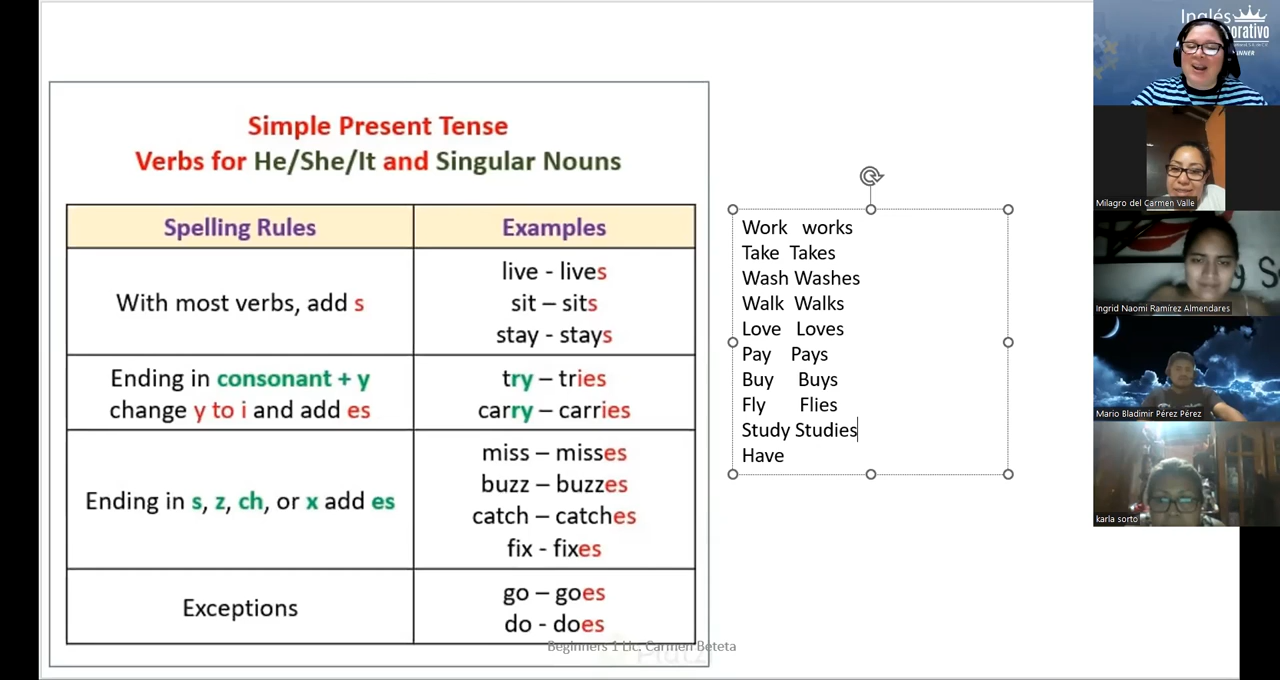 Simple Present Tense
Verbs for He/She/It and Singular Nouns
Spelling Rules
Examples
With most verbs, add s
live - lives
sit – sits
stay - stays
Ending in consonant + y
change y to i and add es
try – tries
carry – carries
Ending in s, z, ch, or x add es
miss – misses
buzz – buzzes
catch – catches
fix - fixes
Exceptions
go – goes
do - does
Beginners 1 Lic. Carmen Beteta
Work works
Take Takes
Wash Washes
Walk Walks
Love Loves
Pay Pays
Buy Buys
Fly Flies
Study Studies
Have
Inglés
Milagro del Carmen Valle
Ingrid Naomi Ramírez Almendares
Mario Bladimir Pérez Pérez
karla sorto